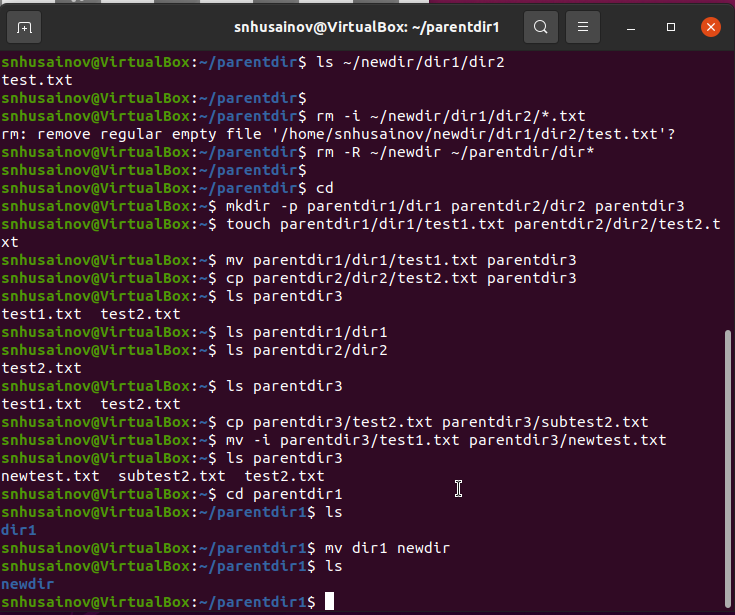 snhusainov@VirtualBox: ~/parentdir1
snhusainov@VirtualBox:~/parentdir$ ls ~/newdir/dir1/dir2
test.txt
snhusainov@VirtualBox:~/parentdir$
snhusainov@VirtualBox:~/parentdir$ rm -i ~/newdir/dir1/dir2/*.txt
rm: remove regular empty file '/home/snhusainov/newdir/dir1/dir2/test.txt'?
snhusainov@VirtualBox:~/parentdir$ rm -R ~/newdir ~/parentdir/dir*
snhusainov@VirtualBox:~/parentdir$
snhusainov@VirtualBox:~/parentdir$ cd
snhusainov@VirtualBox:~$ mkdir -p parentdir1/dir1 parentdir2/dir2 parentdir3
snhusainov@VirtualBox:~$ touch parentdir1/dir1/test1.txt parentdir2/dir2/test2.t
xt
snhusainov@VirtualBox:~$ mv parentdir1/dir1/test1.txt parentdir3
snhusainov@VirtualBox:~$ cp parentdir2/dir2/test2.txt parentdir3
snhusainov@VirtualBox:~$ ls parentdir3
test1.txt  test2.txt
snhusainov@VirtualBox:~$ ls parentdir1/dir1
snhusainov@VirtualBox:~$ ls parentdir2/dir2
test2.txt
snhusainov@VirtualBox:~$ ls parentdir3
test1.txt  test2.txt
snhusainov@VirtualBox:~$ cp parentdir3/test2.txt parentdir3/subtest2.txt
snhusainov@VirtualBox:~$ mv -i parentdir3/test1.txt parentdir3/newtest.txt
snhusainov@VirtualBox:~$ ls parentdir3
newtest.txt  subtest2.txt  test2.txt
snhusainov@VirtualBox:~$ cd parentdir1
snhusainov@VirtualBox:~/parentdir1$ ls
dir1
snhusainov@VirtualBox:~/parentdir1$ mv dir1 newdir
snhusainov@VirtualBox:~/parentdir1$ ls
newdir
snhusainov@VirtualBox:~/parentdir1$